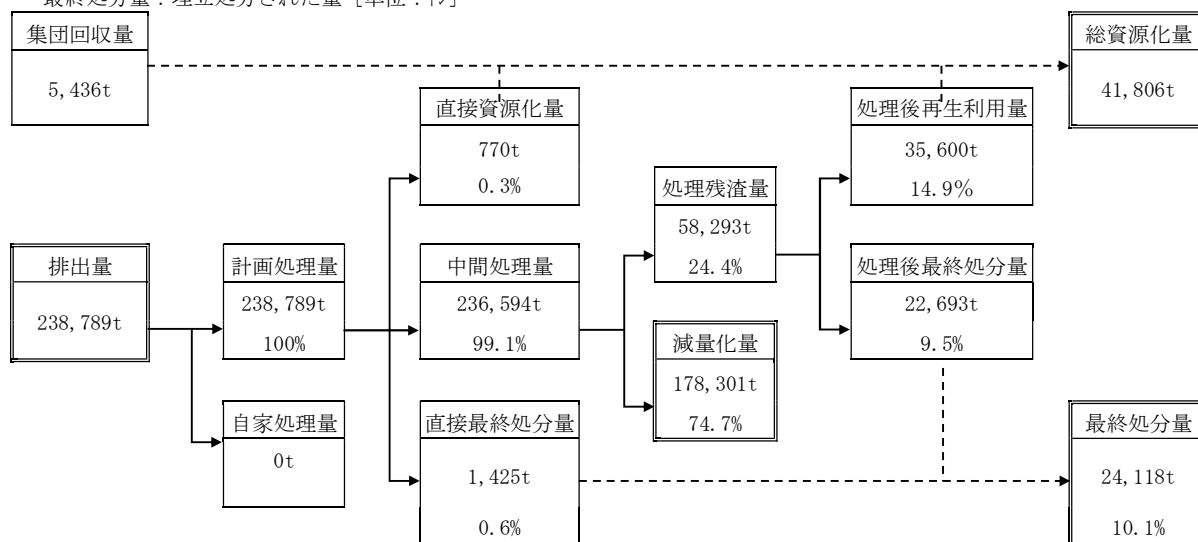 最終処分量：埋立処分された量［単位：㌧］
集団回収量
5,436t
総資源化量
41,806t
直接資源化量
770t
0.3%
処理後再生利用量
35,600t
14.9％
処理残渣量
58,293t
24.4%
排出量
238,789t
計画処理量
238,789t
100%
中間処理量
236,594t
99.1%
処理後最終処分量
22,693t
9.5%
減量化量
178,301t
74.7%
自家処理量
0t
直接最終処分量
1,425t
0.6%
最終処分量
24,118t
10.1%